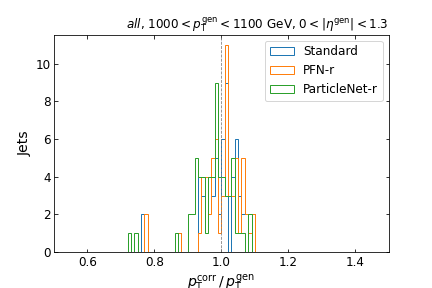 all, 1000 < p_T^gen < 1100 GeV, 0 < |η^gen| < 1.3
Standard
PFN-r
ParticleNet-r
Jets
10
8
6
4
2
0
0.6 0.8 1.0 1.2 1.4
p_T^corr / p_T^gen